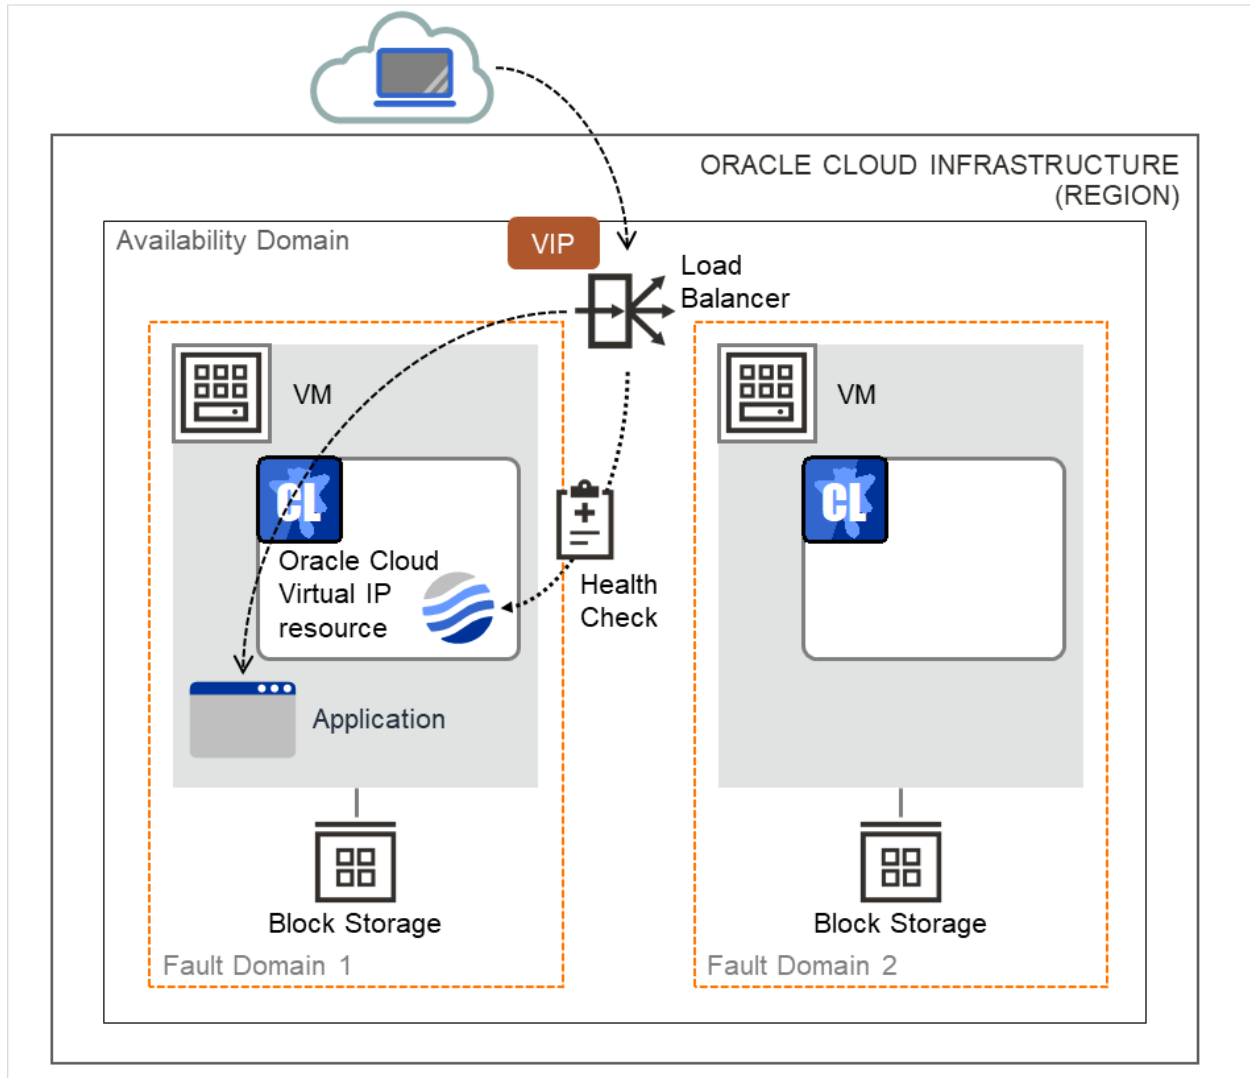 ORACLE CLOUD INFRASTRUCTURE
(REGION)
Availability Domain
VIP
Load
Balancer
VM
CL
Oracle Cloud
Virtual IP
resource
Health
Check
Application
Block Storage
Fault Domain 1
VM
CL
Block Storage
Fault Domain 2